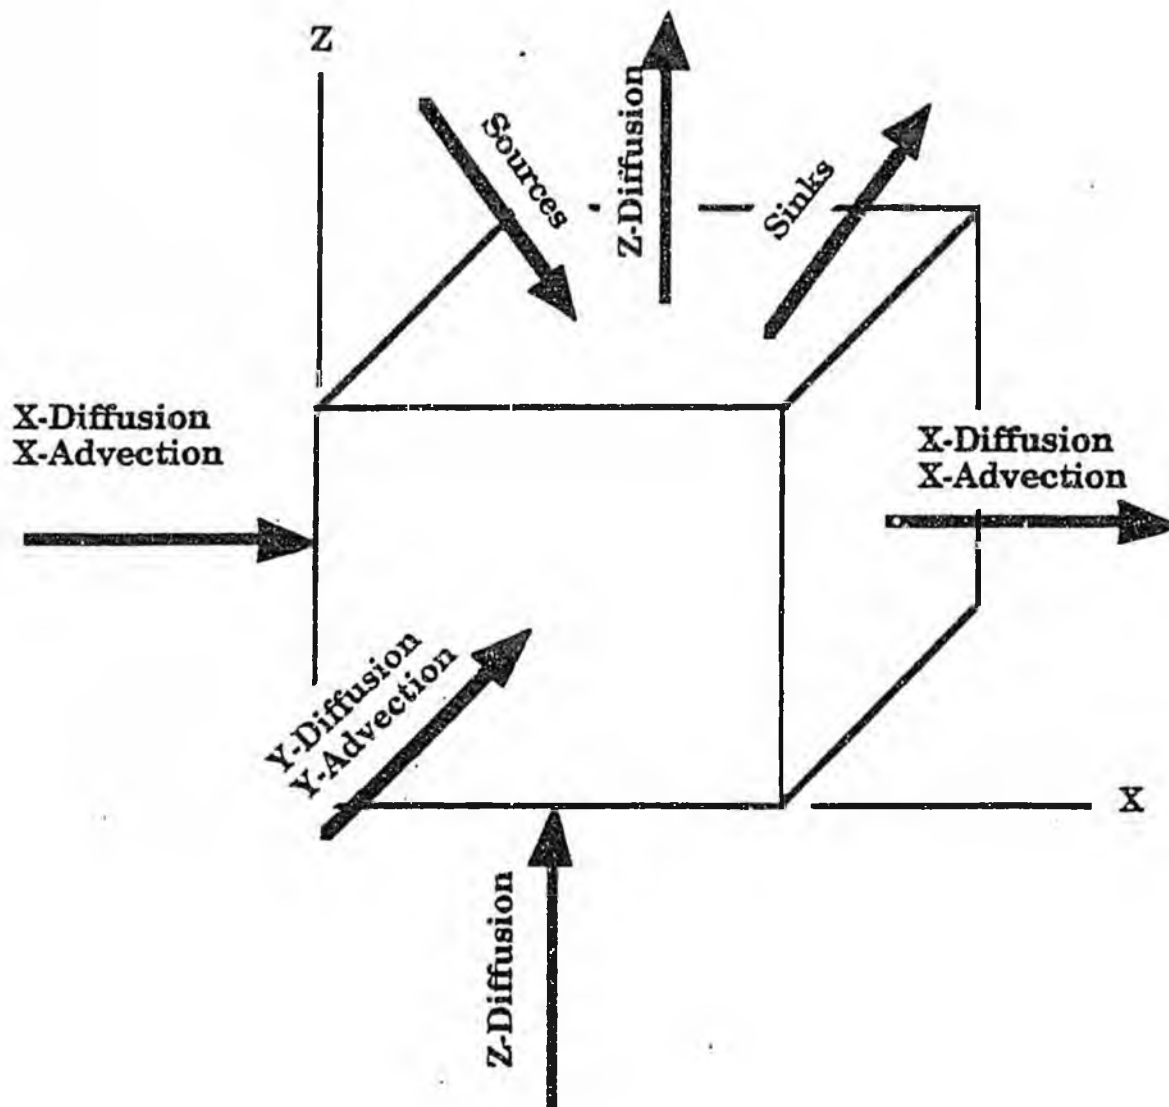 Z
Sources
Z-Diffusion
Sinks
X-Diffusion
X-Advection
X-Diffusion
X-Advection
Y-Diffusion
Y-Advection
X
Z-Diffusion